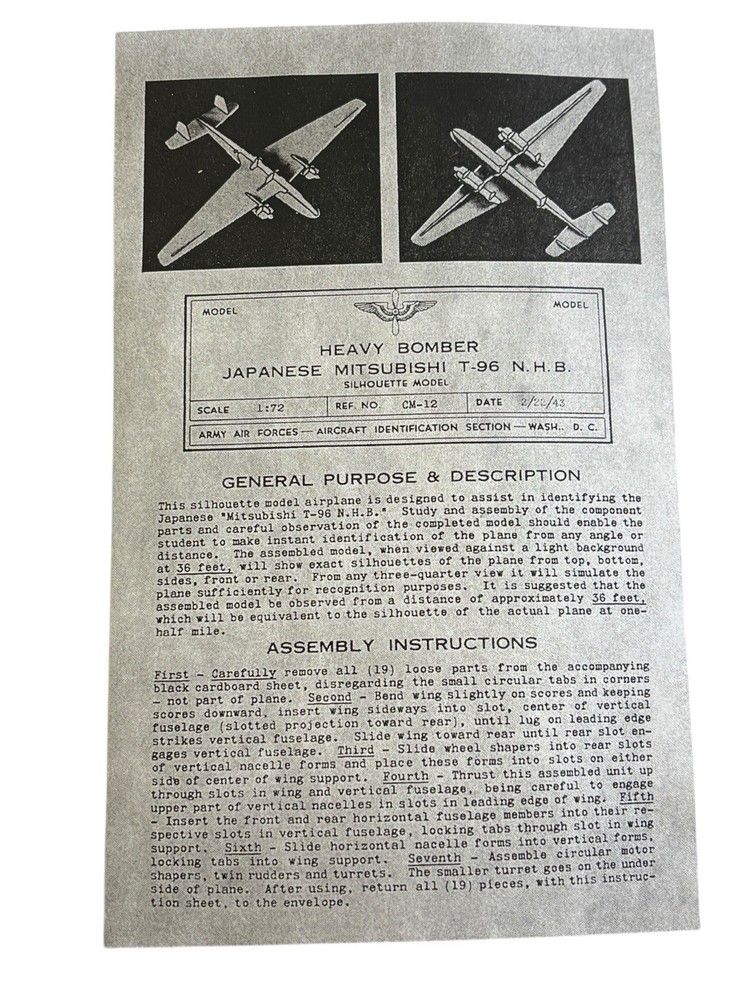 MODEL
MODEL
HEAVY BOMBER
JAPANESE MITSUBISHI T-96 N.H.B.
SILHOUETTE MODEL
SCALE 1:72 REF. NO. CM-12 DATE 2/22/43
ARMY AIR FORCES — AIRCRAFT IDENTIFICATION SECTION — WASH., D. C.
GENERAL PURPOSE & DESCRIPTION
This silhouette model airplane is designed to assist in identifying the
Japanese "Mitsubishi T-96 N.H.B." Study and assembly of the component
parts and careful observation of the completed model should enable the
student to make instant identification of the plane from any angle or
distance. The assembled model, when viewed against a light background
at 36 feet, will show exact silhouettes of the plane from top, bottom,
sides, front or rear. From any three-quarter view it will simulate the
plane sufficiently for recognition purposes. It is suggested that the
assembled model be observed from a distance of approximately 36 feet,
which will be equivalent to the silhouette of the actual plane at one-
half mile.
ASSEMBLY INSTRUCTIONS
First - Carefully remove all (19) loose parts from the accompanying
black cardboard sheet, disregarding the small circular tabs in corners
- not part of plane. Second - Bend wing slightly on scores and keeping
scores downward, insert wing sideways into slot, center of vertical
fuselage (slotted projection toward rear), until lug on leading edge
strikes vertical fuselage. Slide wing toward rear until rear slot en-
gages vertical fuselage. Third - Slide wheel shapers into rear slots
of vertical nacelle forms and place these forms into slots on either
side of center of wing support. Fourth - Thrust this assembled unit up
through slots in wing and vertical fuselage, being careful to engage
upper part of vertical nacelles in slots in leading edge of wing. Fifth
- Insert the front and rear horizontal fuselage members into their re-
spective slots in vertical fuselage, locking tabs through slot in wing
support. Sixth - Slide horizontal nacelle forms into vertical forms,
locking tabs into wing support. Seventh - Assemble circular motor
shapers, twin rudders and turrets. The smaller turret goes on the under
side of plane. After using, return all (19) pieces, with this instruc-
tion sheet, to the envelope.